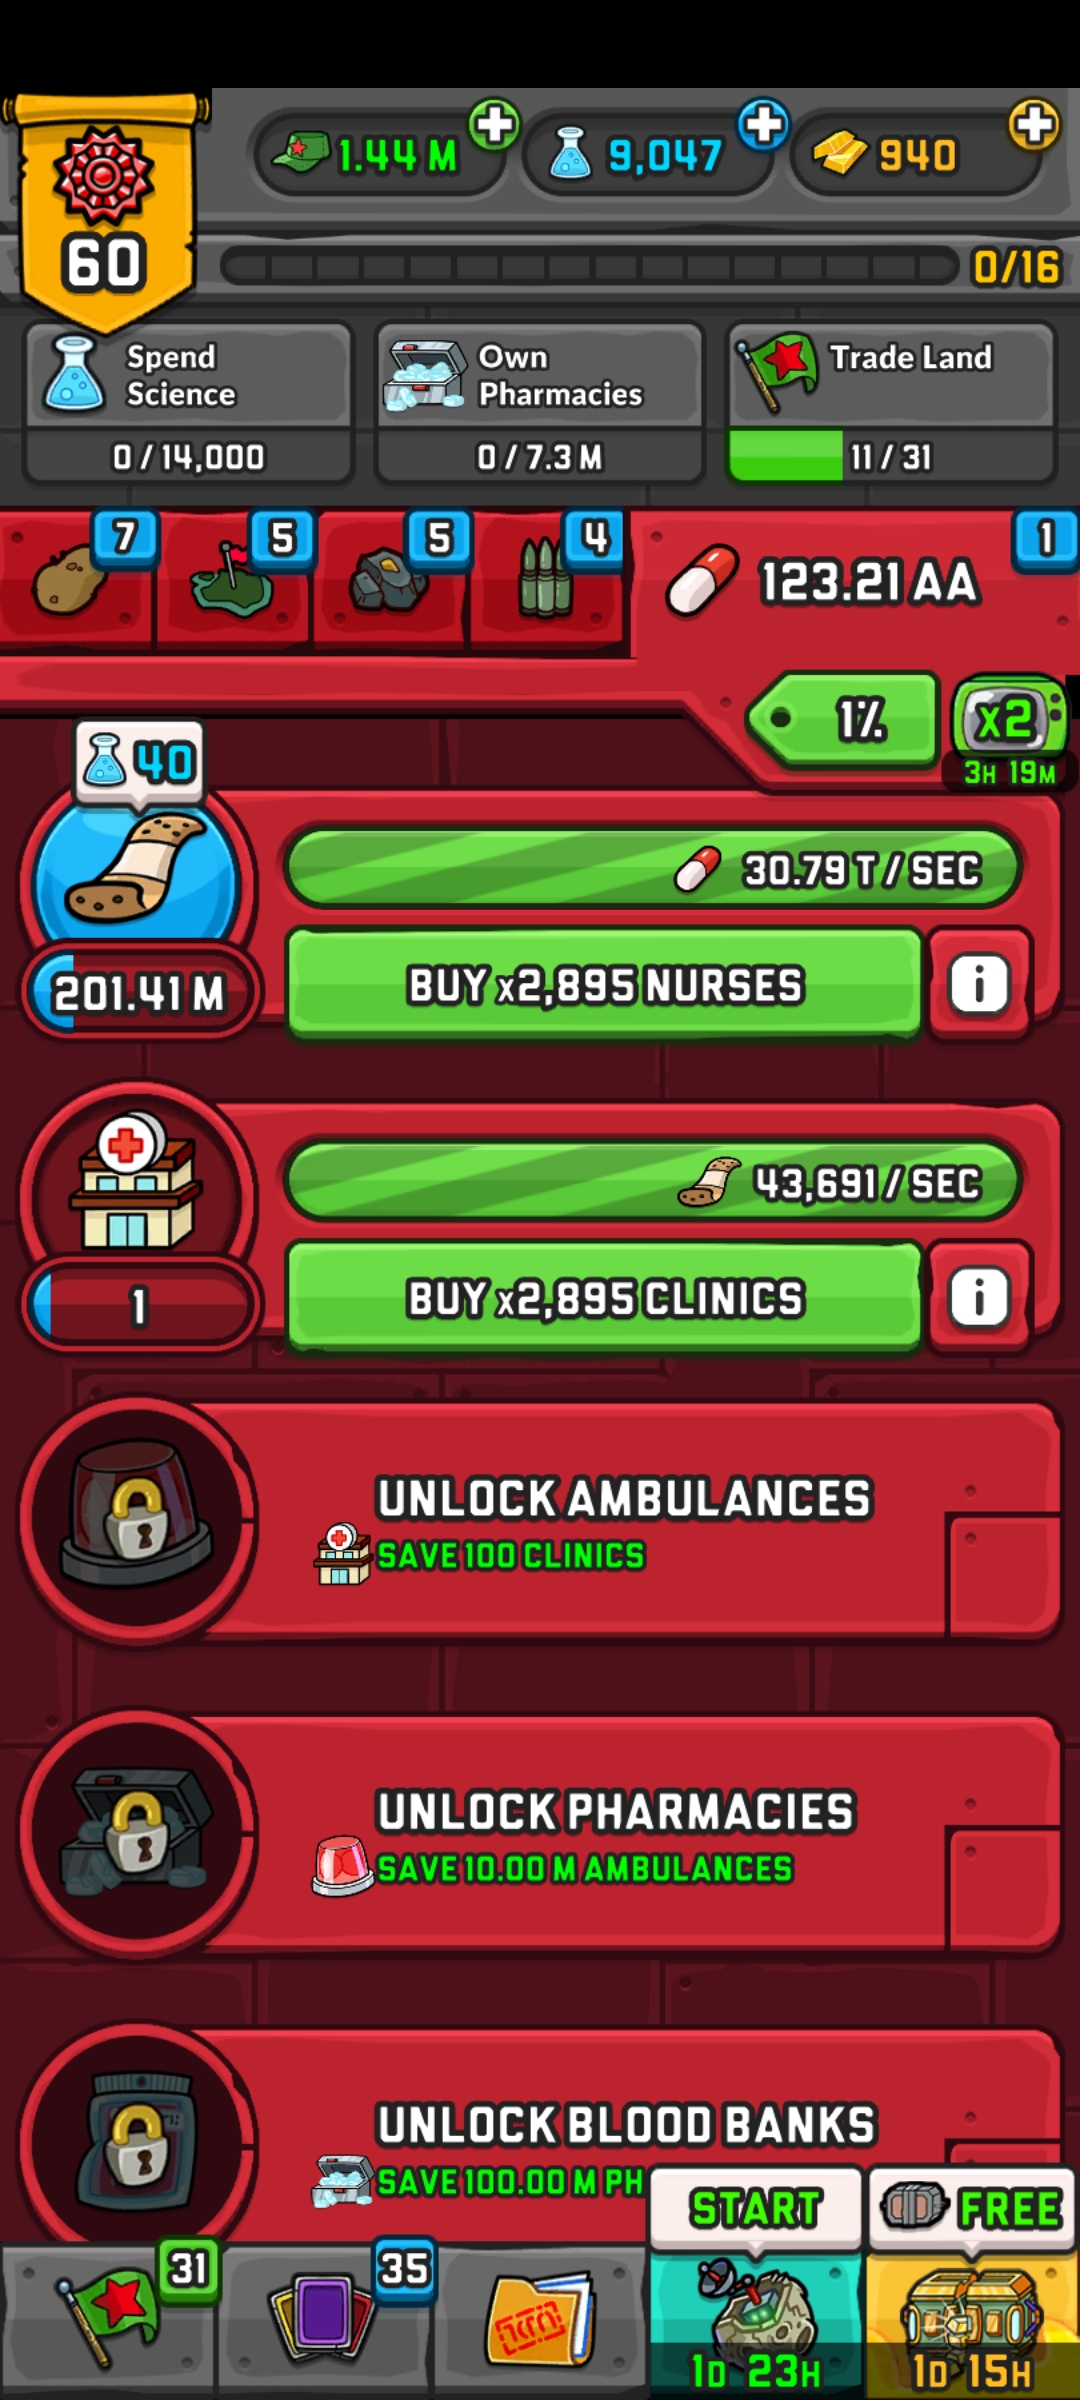 60
1.44 M
9,047
940
0/16
Spend
Science
0 / 14,000
Own
Pharmacies
0 / 7.3 M
Trade Land
11 / 31
7
5
5
4
123.21 AA
1
1%
x2
3H 19M
40
30.79 T / SEC
201.41 M
BUY x2,895 NURSES
i
43,691 / SEC
1
BUY x2,895 CLINICS
i
UNLOCK AMBULANCES
SAVE 100 CLINICS
UNLOCK PHARMACIES
SAVE 10.00 M AMBULANCES
UNLOCK BLOOD BANKS
SAVE 100.00 M PH
START
FREE
31
35
1D 23H
1D 15H